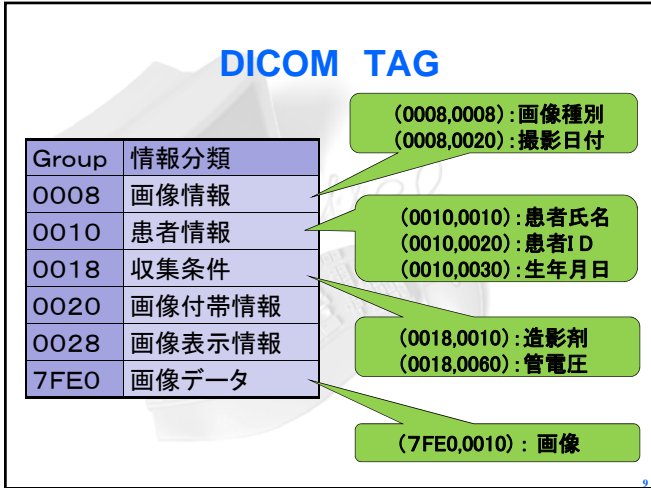 DICOM TAG
(0008,0008):画像種別
(0008,0020):撮影日付
Group 情報分類
0008 画像情報
0010 患者情報
0018 収集条件
0020 画像付帯情報
0028 画像表示情報
7FE0 画像データ
(0010,0010):患者氏名
(0010,0020):患者ID
(0010,0030):生年月日
(0018,0010):造影剤
(0018,0060):管電圧
(7FE0,0010): 画像
9